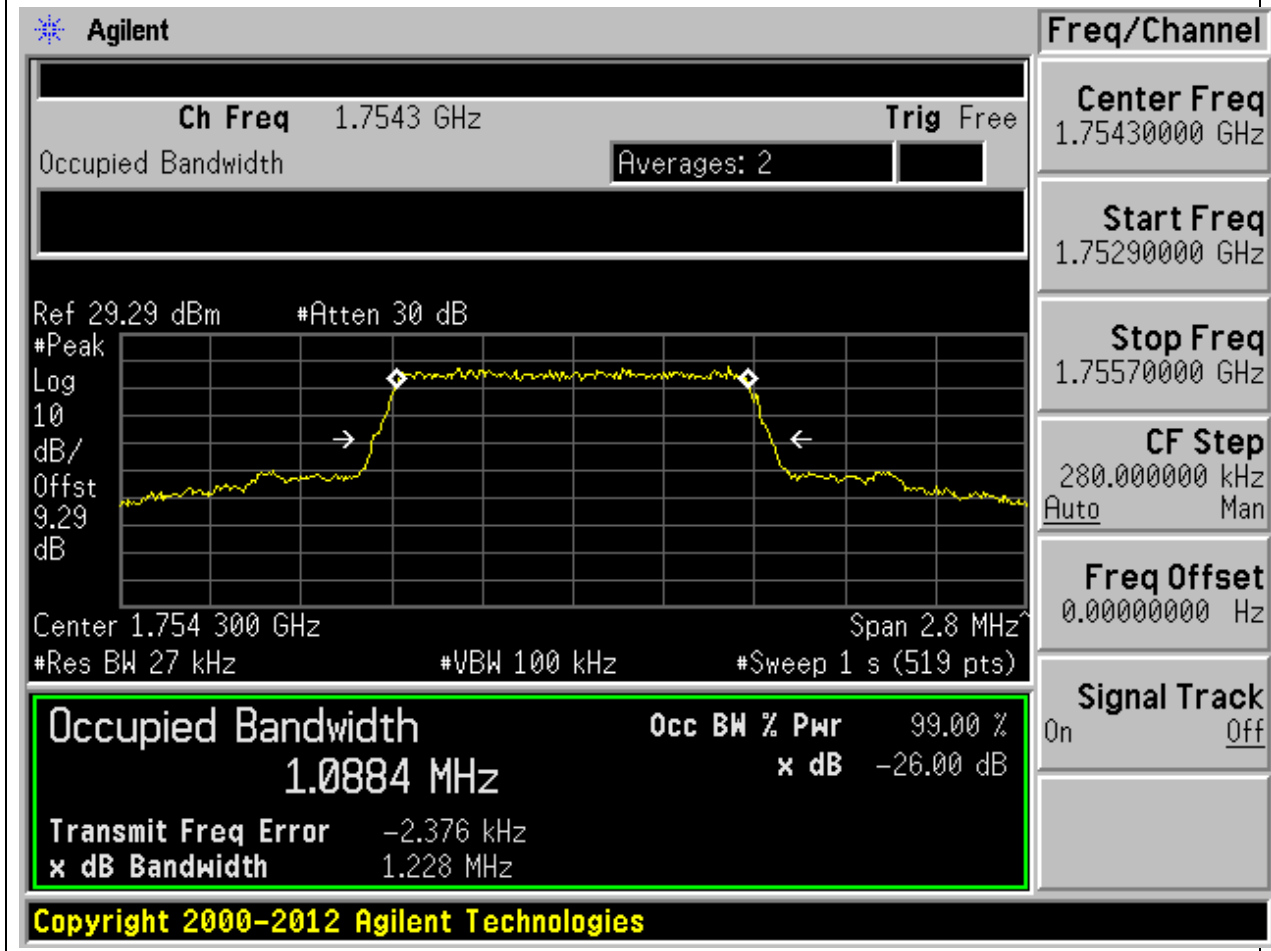 Agilent
Freq/Channel
Ch Freq 1.7543 GHz Trig Free
Occupied Bandwidth Averages: 2
Center Freq
1.75430000 GHz
Start Freq
1.75290000 GHz
Stop Freq
1.75570000 GHz
CF Step
280.000000 kHz
Auto Man
Freq Offset
0.00000000 Hz
Signal Track
On Off
Ref 29.29 dBm #Atten 30 dB
#Peak
Log
10
dB/
Offst
9.29
dB
Center 1.754 300 GHz Span 2.8 MHz^
#Res BW 27 kHz #VBW 100 kHz #Sweep 1 s (519 pts)
Occupied Bandwidth Occ BW % Pwr 99.00 %
1.0884 MHz x dB -26.00 dB
Transmit Freq Error -2.376 kHz
x dB Bandwidth 1.228 MHz
Copyright 2000-2012 Agilent Technologies